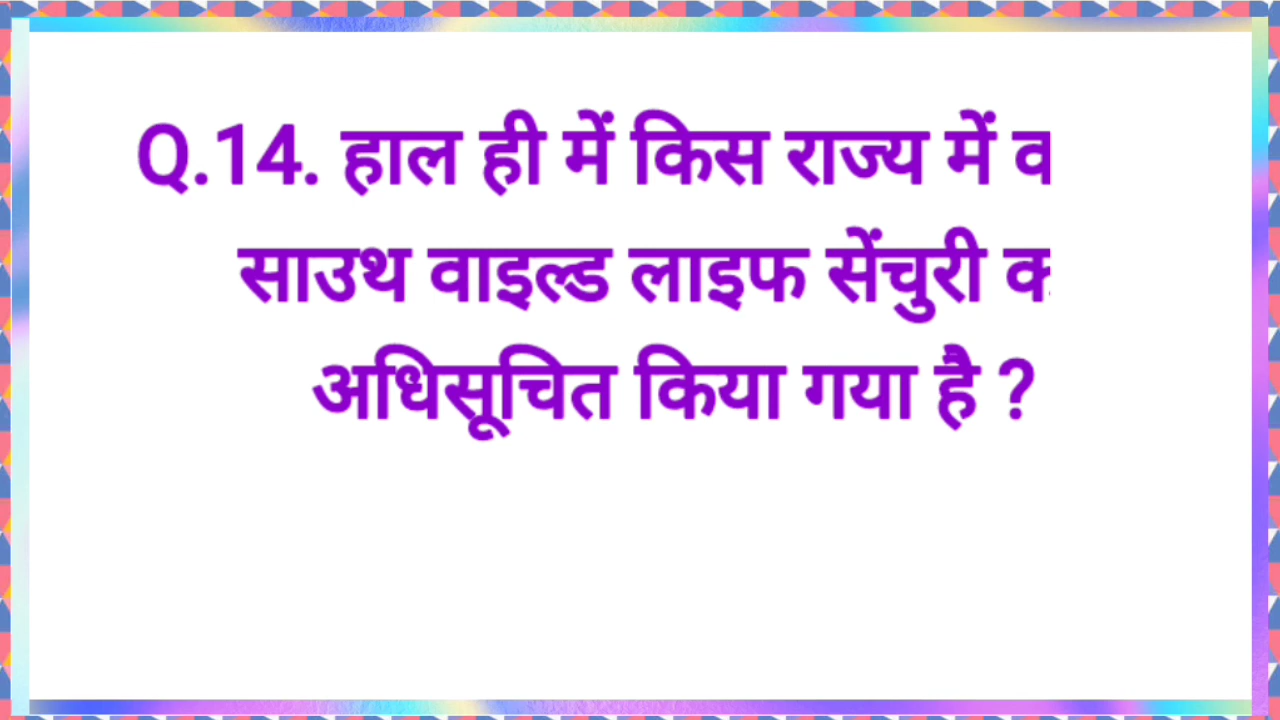 Q.14. हाल ही में किस राज्य में
साउथ वाइल्ड लाइफ सेंचुरी
अधिसूचित किया गया है ?